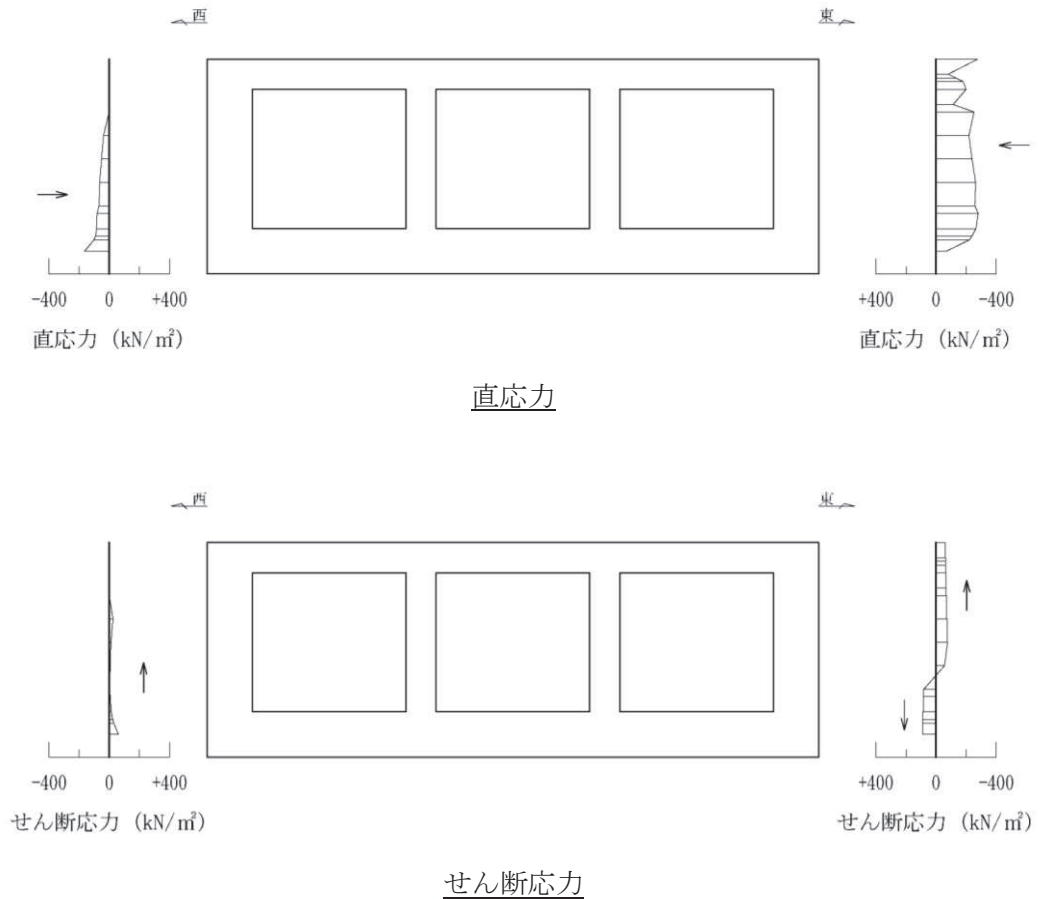 西 東
-400 0 +400 +400 0 -400
直応力 (kN/㎡) 直応力 (kN/㎡)
直応力
西 東
-400 0 +400 +400 0 -400
せん断応力 (kN/㎡) せん断応力 (kN/㎡)
せん断応力